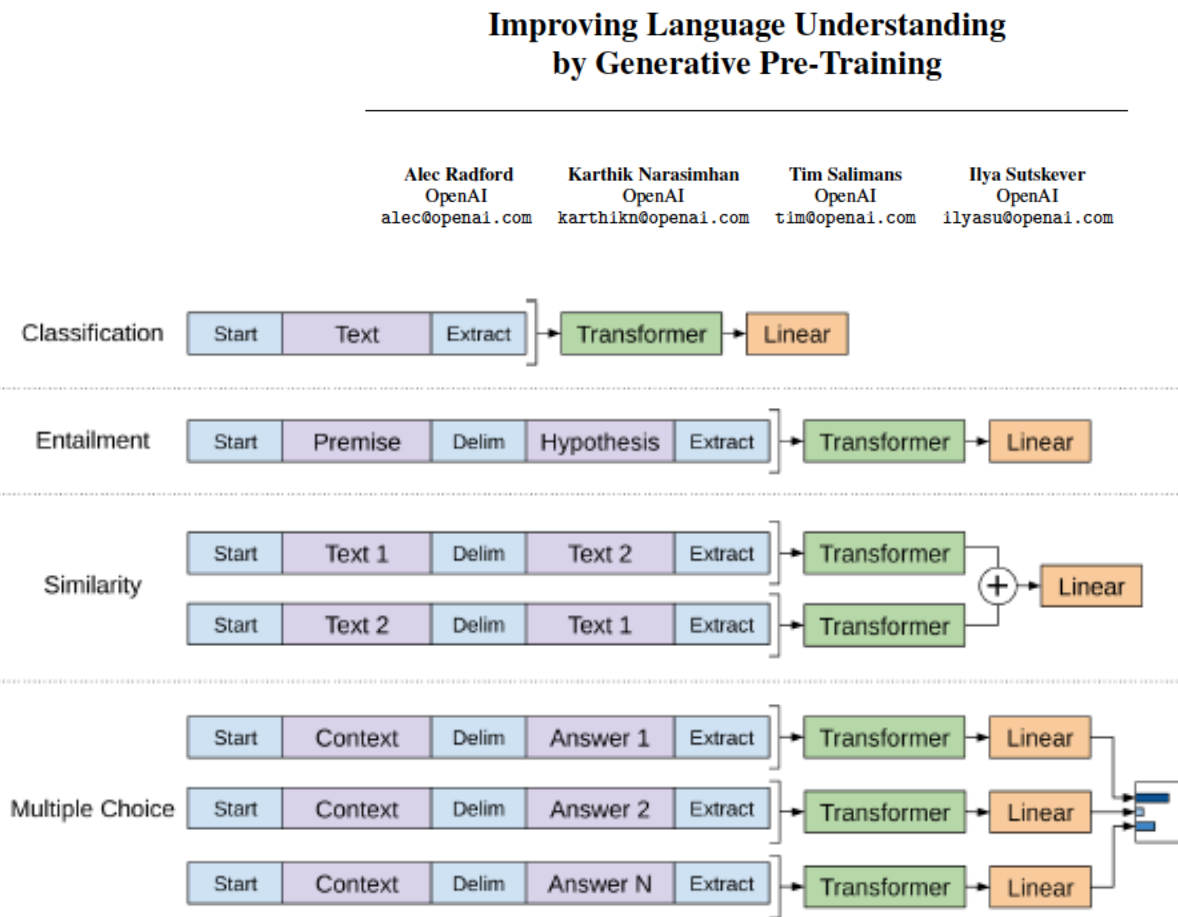 Improving Language Understanding
by Generative Pre-Training
Alec Radford Karthik Narasimhan Tim Salimans Ilya Sutskever
OpenAI OpenAI OpenAI OpenAI
alec@openai.com karthikn@openai.com tim@openai.com ilyasu@openai.com
Classification Start Text Extract Transformer Linear
Entailment Start Premise Delim Hypothesis Extract Transformer Linear
Start Text 1 Delim Text 2 Extract Transformer
Similarity + Linear
Start Text 2 Delim Text 1 Extract Transformer
Start Context Delim Answer 1 Extract Transformer Linear
Multiple Choice Start Context Delim Answer 2 Extract Transformer Linear
Start Context Delim Answer N Extract Transformer Linear